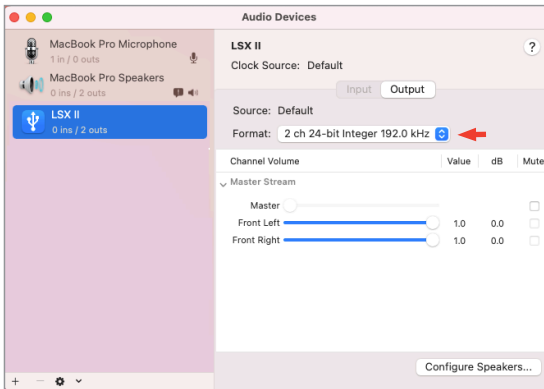 Audio Devices
MacBook Pro Microphone
1 in / 0 outs
MacBook Pro Speakers
0 ins / 2 outs
LSX II
0 ins / 2 outs
LSX II
?
Clock Source: Default
Input Output
Source: Default
Format: 2 ch 24-bit Integer 192.0 kHz
Channel Volume Value dB Mute
Master Stream
Master
Front Left 1.0 0.0
Front Right 1.0 0.0
Configure Speakers...